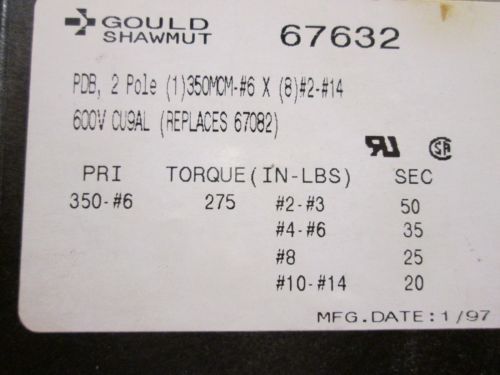 GOULD SHAWMUT 67632
PDB, 2 Pole (1)350MCM-#6 X (8)#2-#14
600V CU9AL (REPLACES 67082)
PRI TORQUE(IN-LBS) SEC
350-#6 275 #2-#3 50
#4-#6 35
#8 25
#10-#14 20
MFG.DATE:1/97